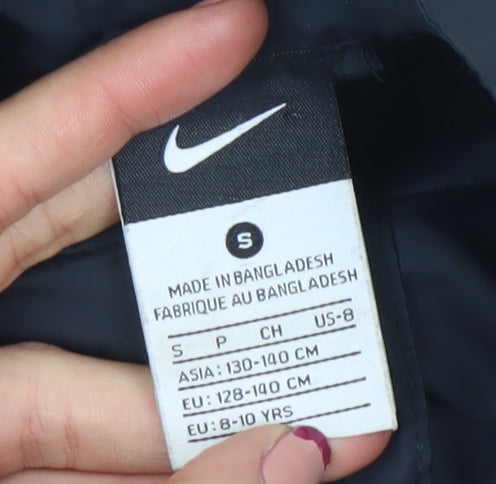 S
MADE IN BANGLADESH
FABRIQUE AU BANGLADESH
S P CH US-8
ASIA: 130-140 CM
EU: 128-140 CM
EU: 8-10 YRS